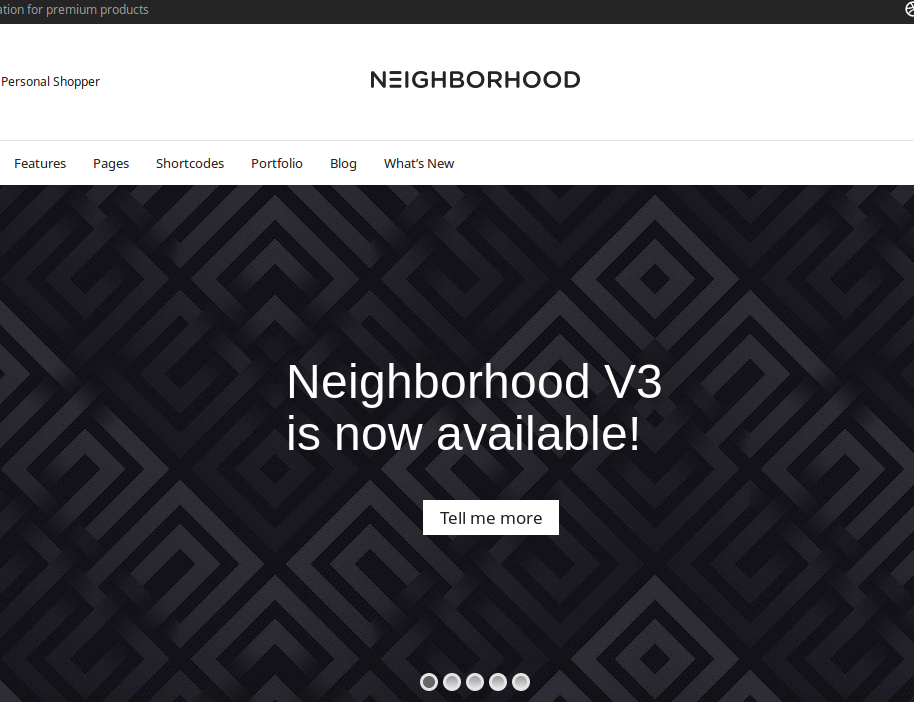 ation for premium products
Personal Shopper
NEIGHBORHOOD
Features Pages Shortcodes Portfolio Blog What's New
Neighborhood V3
is now available!
Tell me more